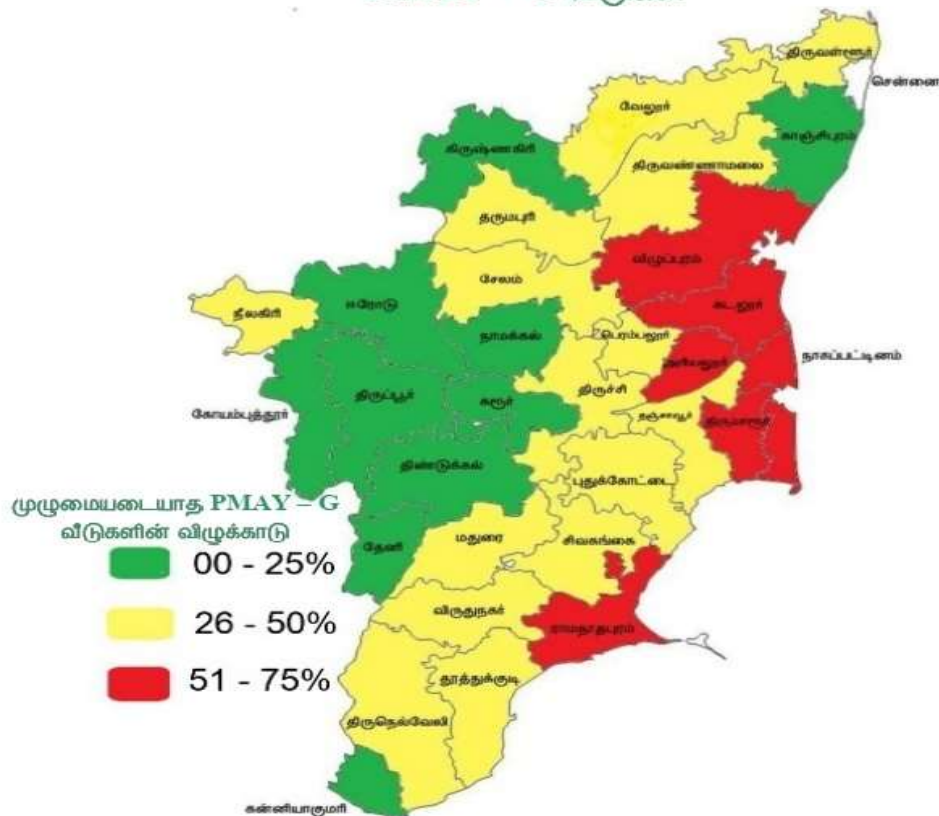 திருவள்ளூர்
சென்னை
வேலூர்
காஞ்சிபுரம்
கிருஷ்ணகிரி
திருவண்ணாமலை
தருமபுரி
விழுப்புரம்
சேலம்
கடலூர்
ஈரோடு
நீலகிரி
நாமக்கல்
பெரம்பலூர்
அரியலூர்
நாகப்பட்டினம்
திருப்பூர்
திருச்சி
கரூர்
கோயம்புத்தூர்
தஞ்சாவூர்
திருவாரூர்
திண்டுக்கல்
புதுக்கோட்டை
முழுமையடையாத PMAY – G
வீடுகளின் விழுக்காடு
மதுரை
சிவகங்கை
தேனி
00 - 25%
விருதுநகர்
26 - 50%
ராமநாதபுரம்
51 - 75%
தூத்துக்குடி
திருநெல்வேலி
கன்னியாகுமரி